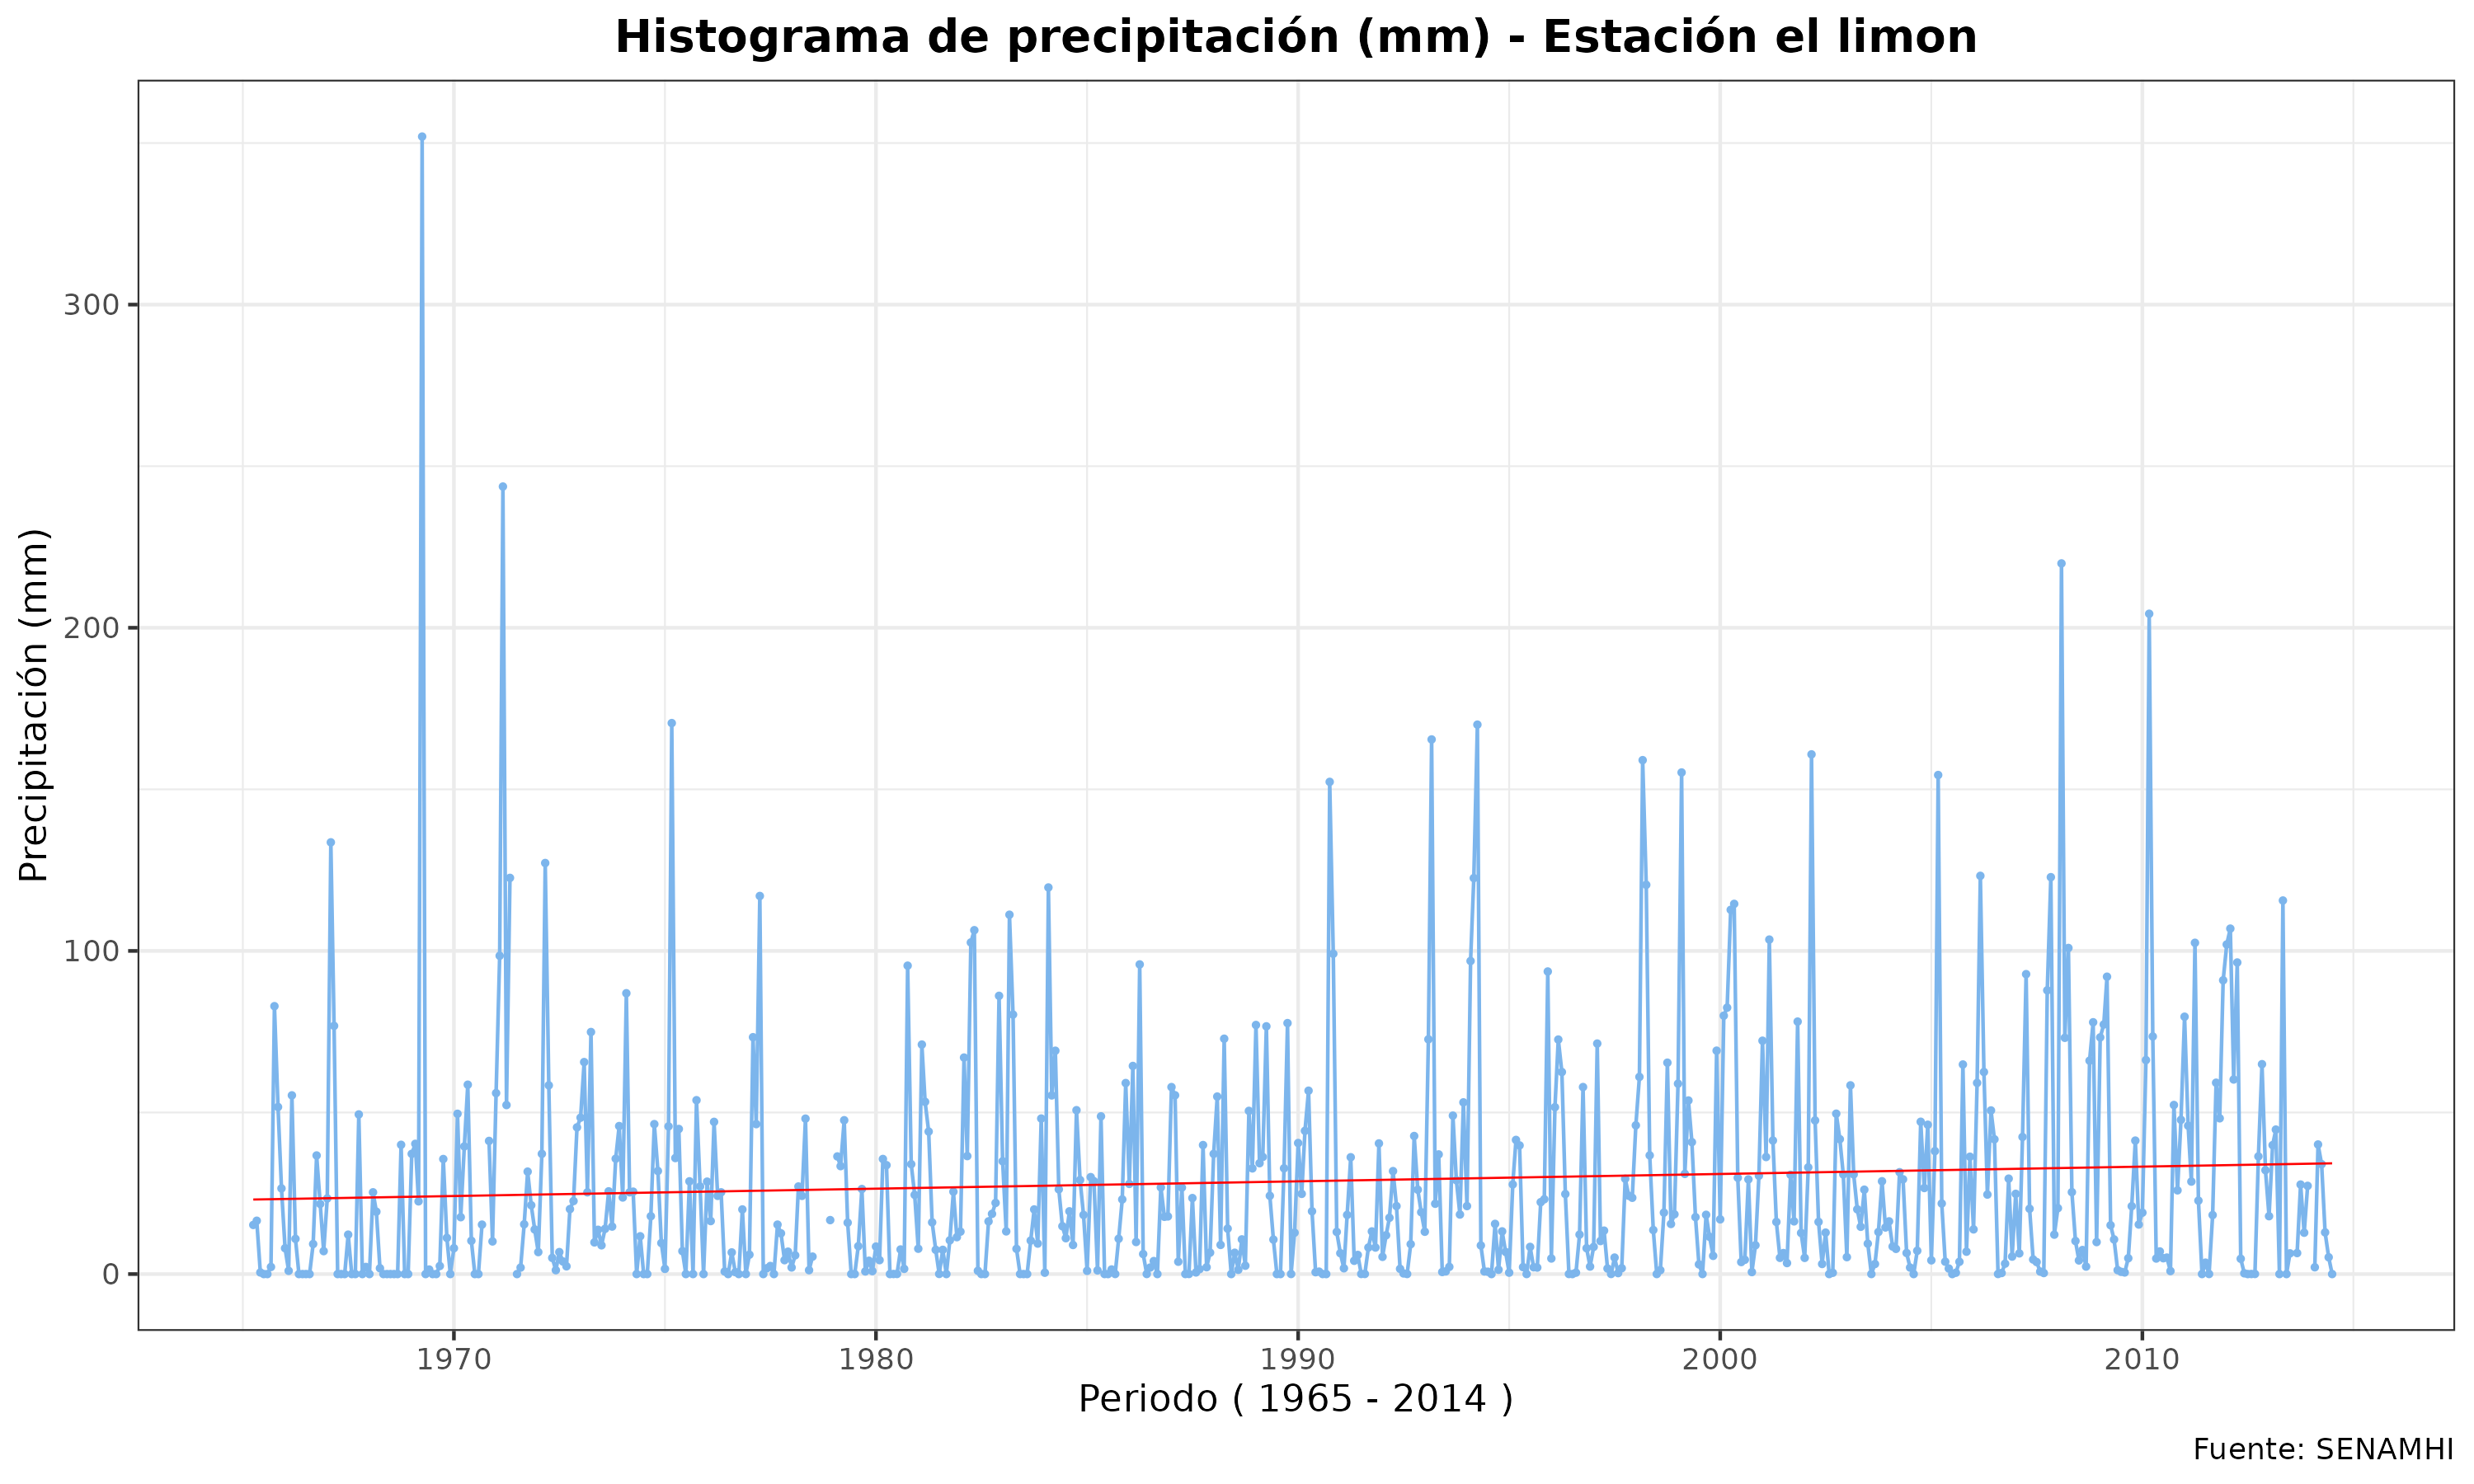 Histograma de precipitación (mm) - Estación el limon
Precipitación (mm)
300
200
100
0
1970 1980 1990 2000 2010
Periodo ( 1965 - 2014 )
Fuente: SENAMHI